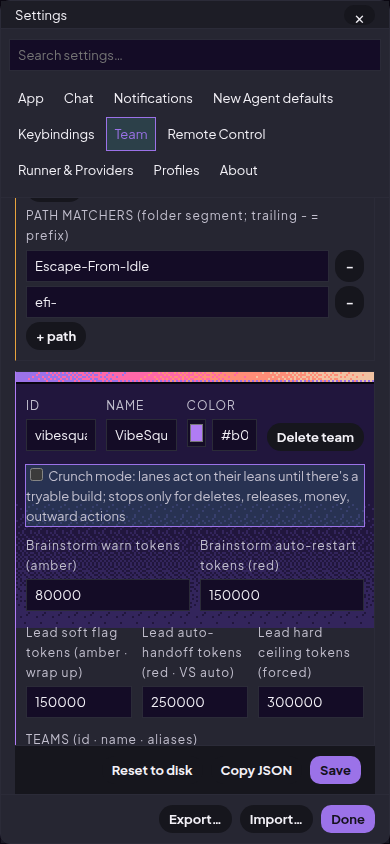 Settings
×
Search settings…
App Chat Notifications New Agent defaults
Keybindings Team Remote Control
Runner & Providers Profiles About
PATH MATCHERS (folder segment; trailing - =
prefix)
Escape-From-Idle –
efi- –
+ path
ID NAME COLOR
vibesqua VibeSqu #b0 Delete team
Crunch mode: lanes act on their leans until there's a
tryable build; stops only for deletes, releases, money,
outward actions
Brainstorm warn tokens
(amber)
Brainstorm auto-restart
tokens (red)
80000 150000
Lead soft flag
tokens (amber ·
wrap up)
Lead auto-
handoff tokens
(red · VS auto)
Lead hard
ceiling tokens
(forced)
150000 250000 300000
TEAMS (id · name · aliases)
Reset to disk Copy JSON Save
Export… Import… Done